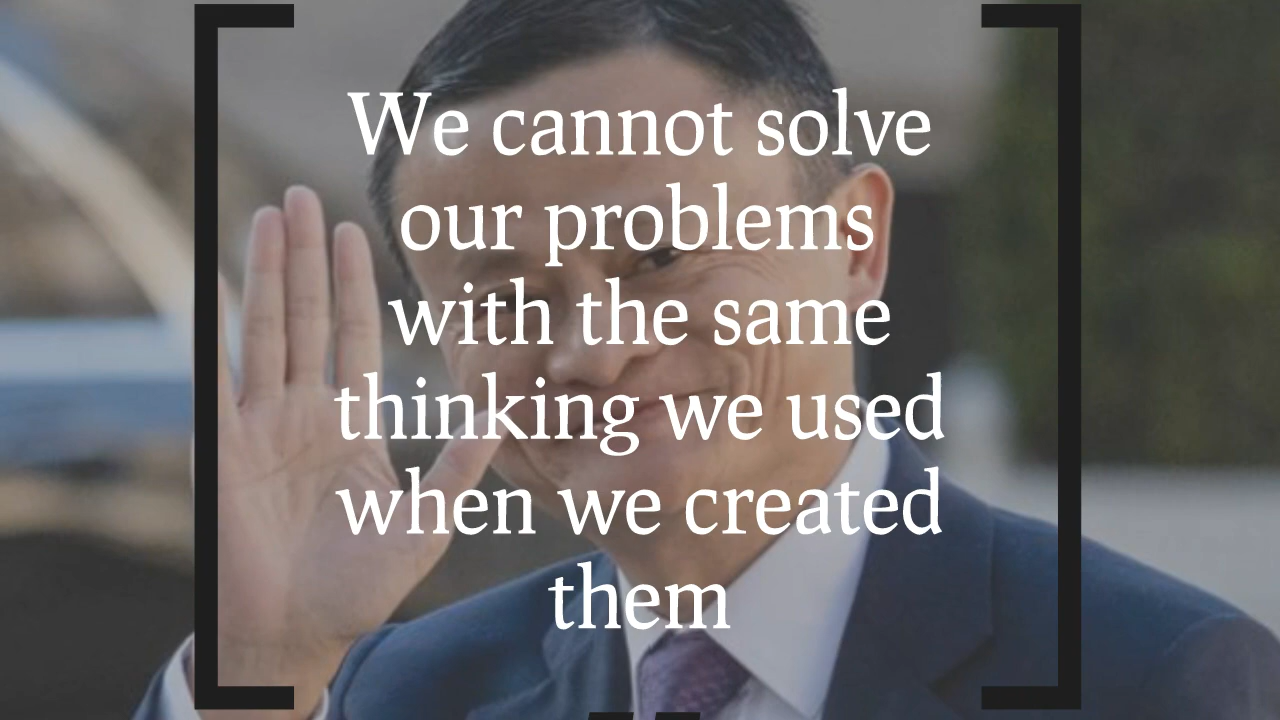 We cannot solve
our problems
with the same
thinking we used
when we created
them